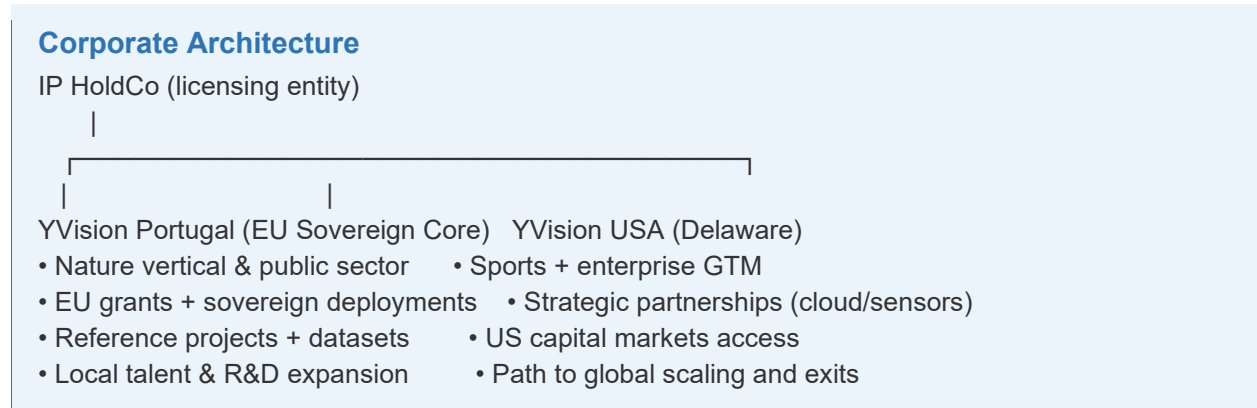 Corporate Architecture
IP HoldCo (licensing entity)
|
┌──────────────────────────┐
| |
YVision Portugal (EU Sovereign Core) YVision USA (Delaware)
• Nature vertical & public sector • Sports + enterprise GTM
• EU grants + sovereign deployments • Strategic partnerships (cloud/sensors)
• Reference projects + datasets • US capital markets access
• Local talent & R&D expansion • Path to global scaling and exits